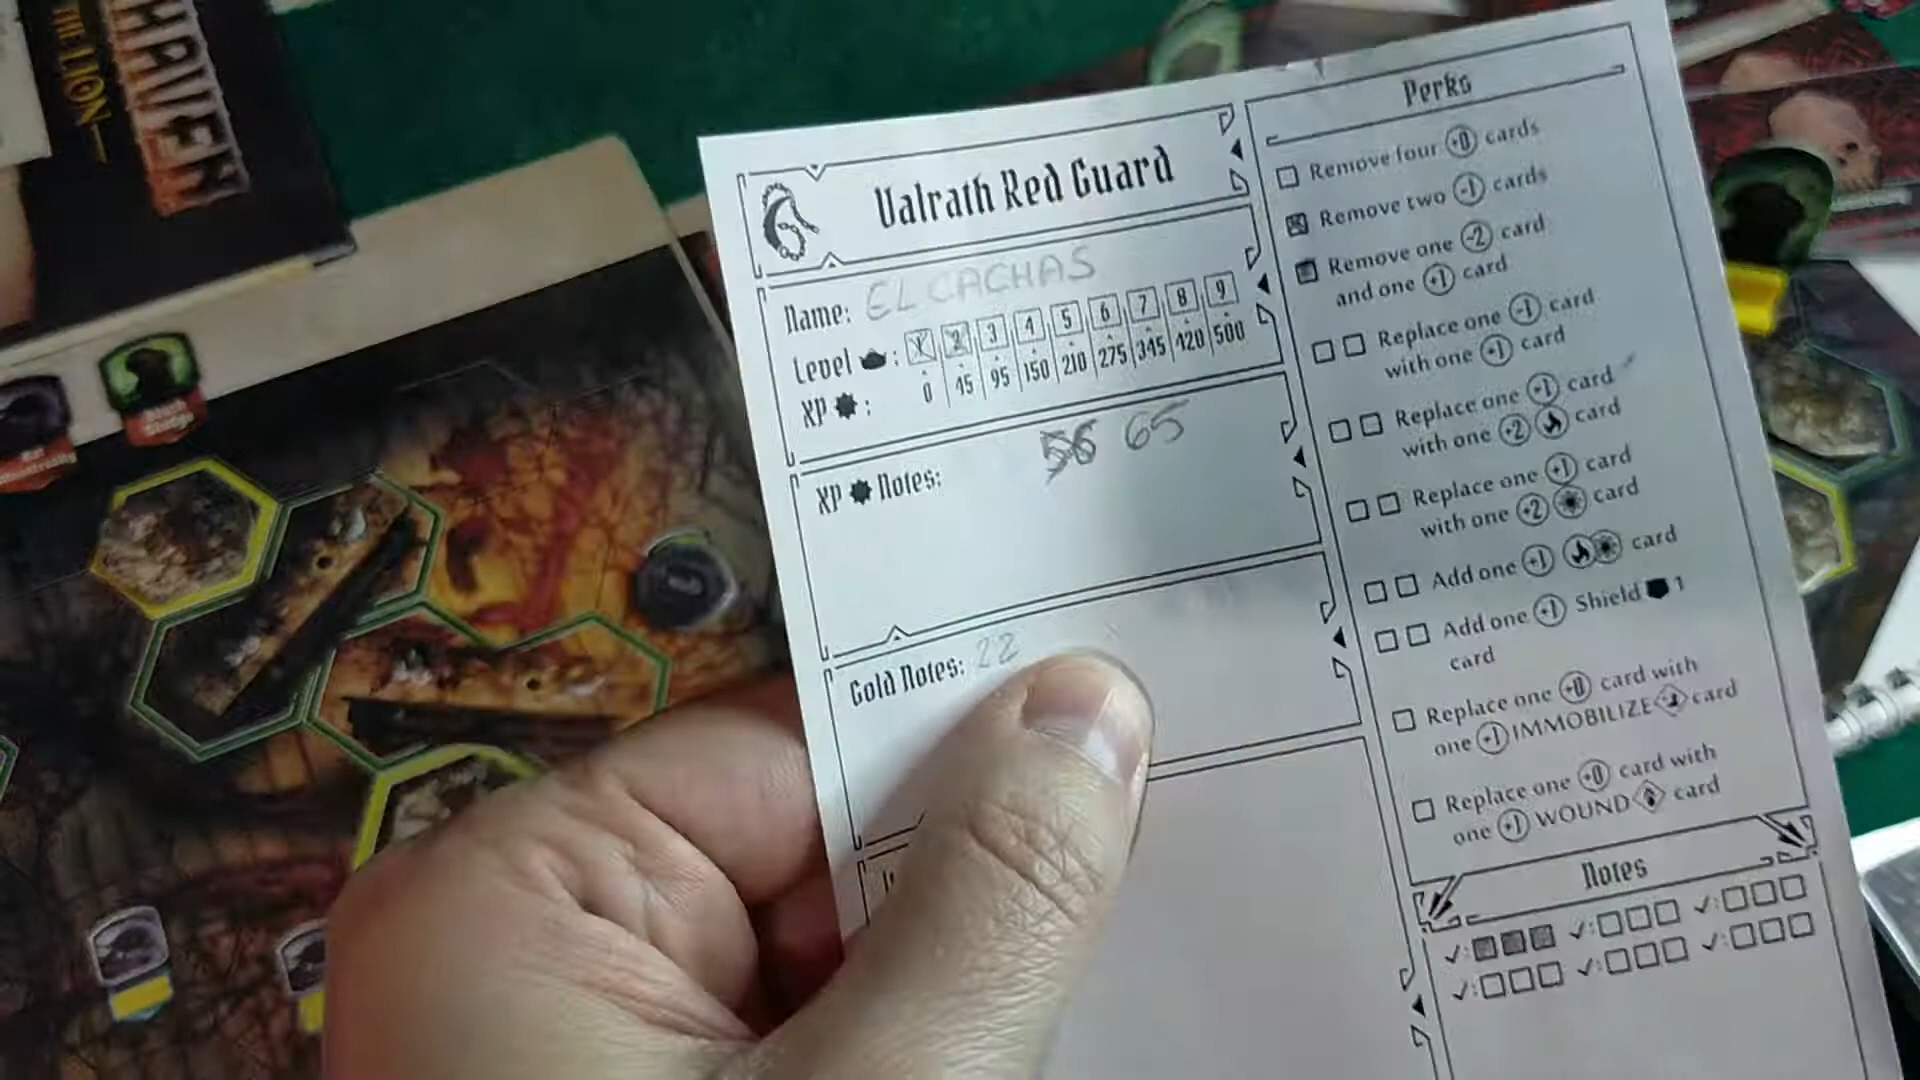 THE LION
Valrath Red Guard
Name: EL CACHAS
Level : 1 2 3 4 5 6 7 8 9
XP : 0 45 95 150 210 275 345 420 500
XP Notes: 56 65
Gold Notes: 22
Perks
Remove four +0 cards
Remove two -1 cards
Remove one -2 card
and one +1 card
Replace one -1 card
with one +1 card
Replace one +1 card
with one +2 card
Replace one +1 card
with one +2 card
Add one +1 card
Add one +1 Shield 1
card
Replace one +0 card with
one +1 IMMOBILIZE card
Replace one +0 card with
one +1 WOUND card
Notes